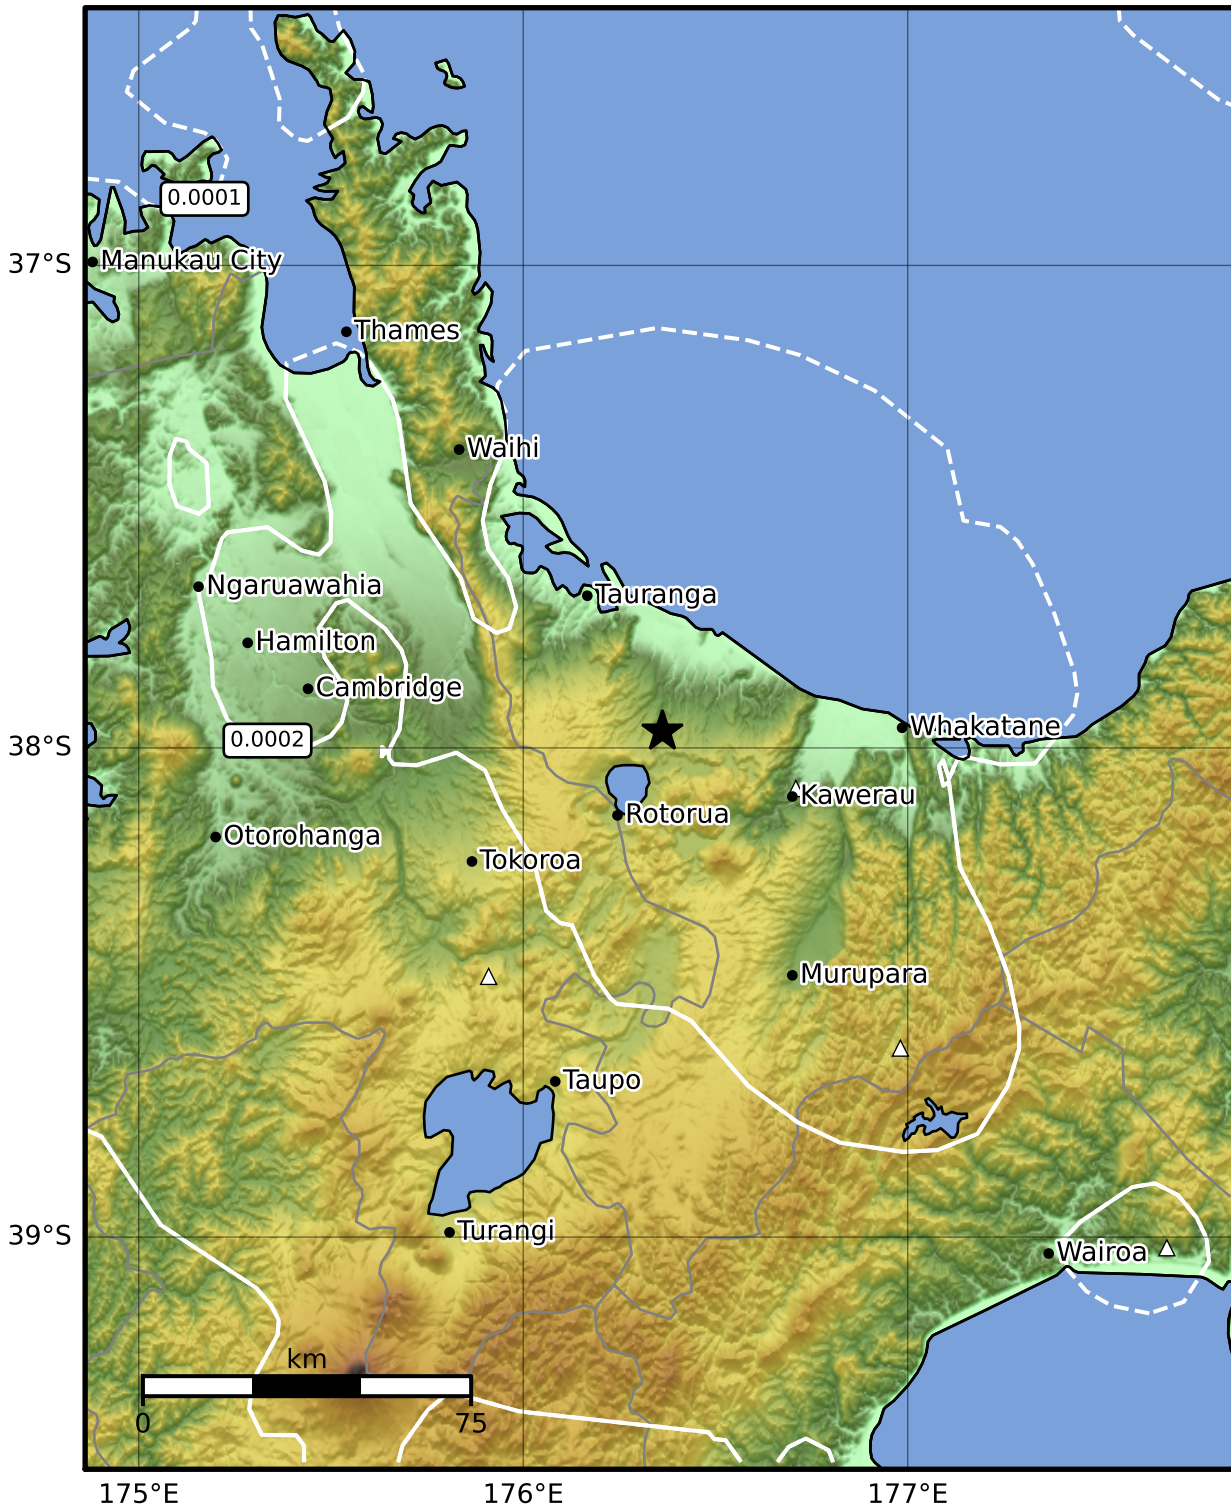 0.0001
37°S
Manukau City
Thames
Waihi
Ngaruawahia
Tauranga
Hamilton
Cambridge
Whakatane
0.0002
38°S
Kawerau
Rotorua
Otorohanga
Tokoroa
Murupara
Taupo
39°S
Turangi
Wairoa
km
0
75
175°E
176°E
177°E